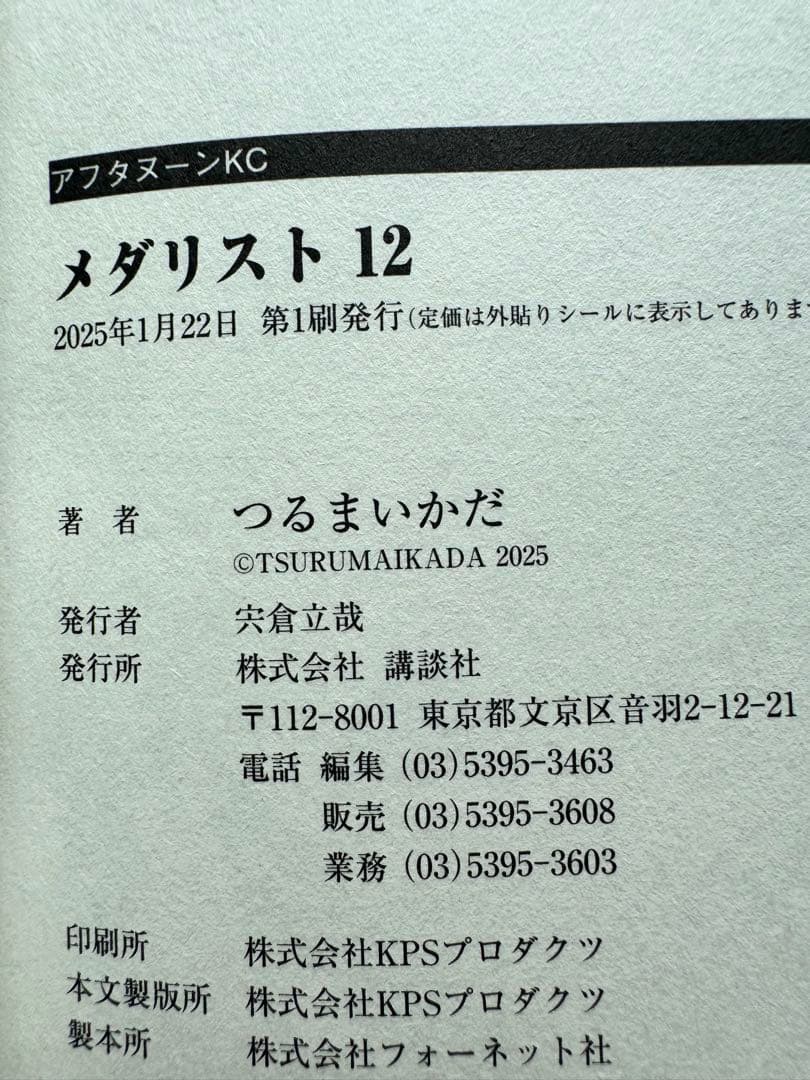 アフタヌーンKC
メダリスト 12
2025年1月22日 第1刷発行(定価は外貼りシールに表示してありま
著 者 つるまいかだ
©TSURUMAIKADA 2025
発行者 宍倉立哉
発行所 株式会社 講談社
〒112-8001 東京都文京区音羽2-12-21
電話 編集 (03)5395-3463
販売 (03)5395-3608
業務 (03)5395-3603
印刷所 株式会社KPSプロダクツ
本文製版所 株式会社KPSプロダクツ
製本所 株式会社フォーネット社